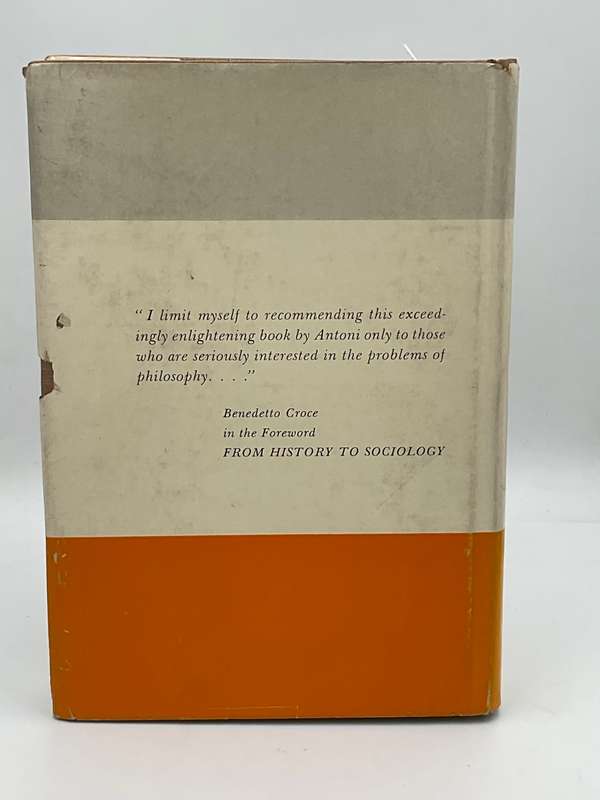 “ I limit myself to recommending this exceed-
ingly enlightening book by Antoni only to those
who are seriously interested in the problems of
philosophy. . . .”
Benedetto Croce
in the Foreword
FROM HISTORY TO SOCIOLOGY